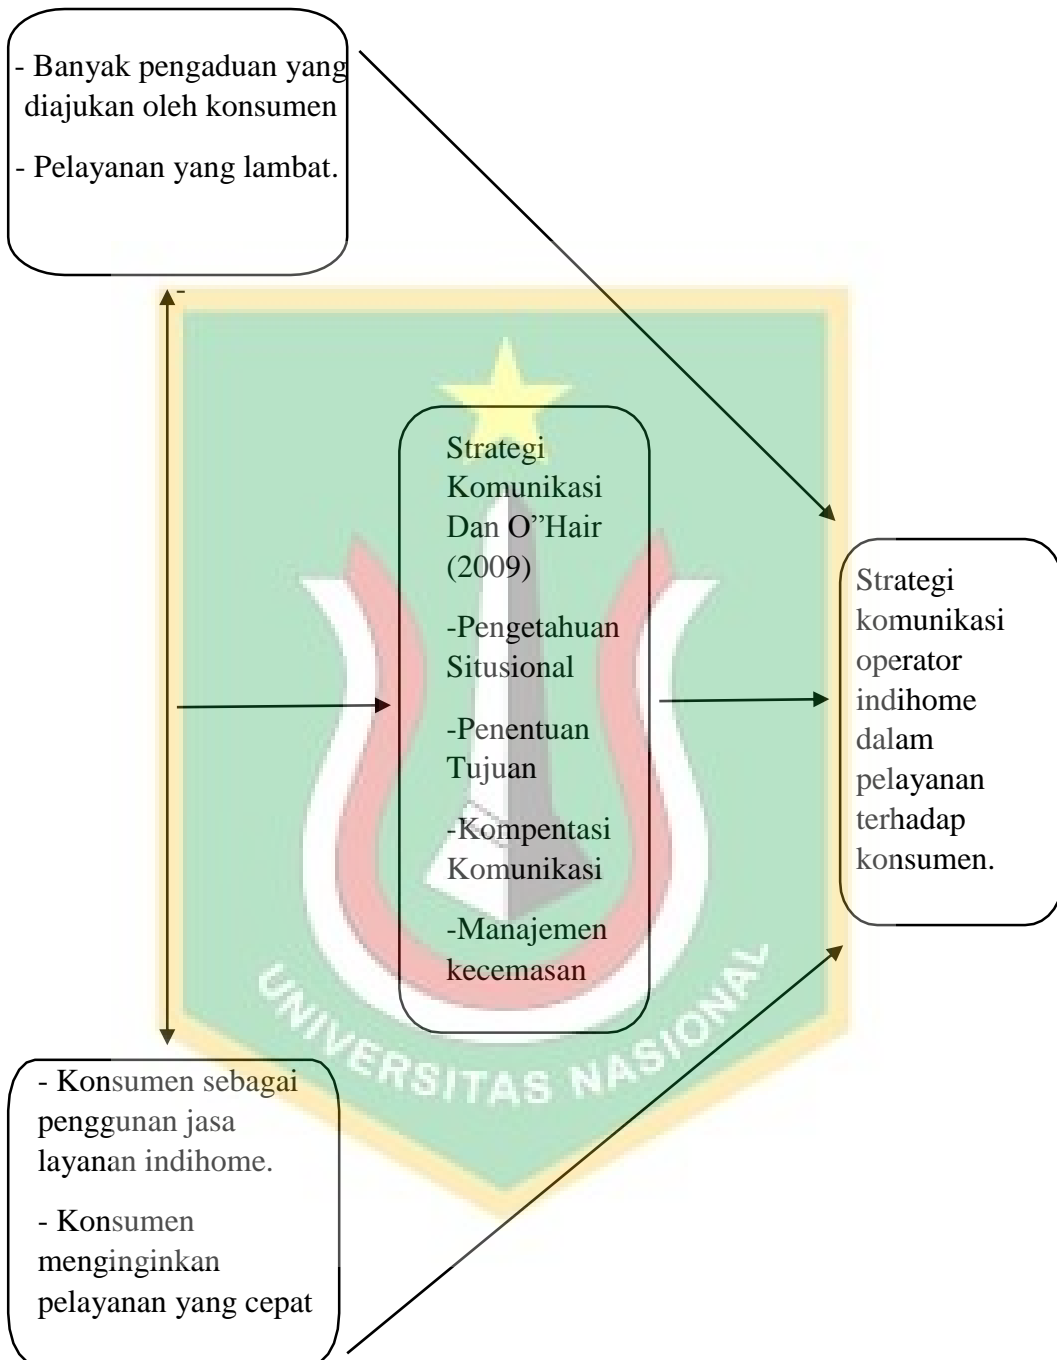 - Banyak pengaduan yang
diajukan oleh konsumen
- Pelayanan yang lambat.
-
Strategi
Komunikasi
Dan O”Hair
(2009)
-Pengetahuan
Situsional
-Penentuan
Tujuan
-Kompentasi
Komunikasi
-Manajemen
kecemasan
Strategi
komunikasi
operator
indihome
dalam
pelayanan
terhadap
konsumen.
- Konsumen sebagai
penggunan jasa
layanan indihome.
- Konsumen
menginginkan
pelayanan yang cepat
UNIVERSITAS NASIONAL